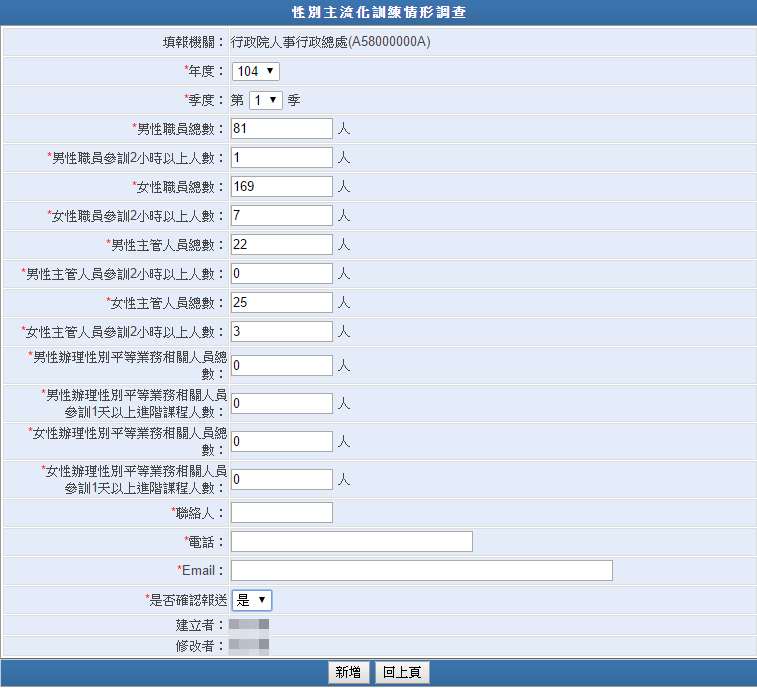 性別主流化訓練情形調查
填報機關：行政院人事行政總處(A58000000A)
*年度：104
*季度：第 1 季
*男性職員總數：81 人
*男性職員參訓2小時以上人數：1 人
*女性職員總數：169 人
*女性職員參訓2小時以上人數：7 人
*男性主管人員總數：22 人
*男性主管人員參訓2小時以上人數：0 人
*女性主管人員總數：25 人
*女性主管人員參訓2小時以上人數：3 人
*男性辦理性別平等業務相關人員總
數：0 人
*男性辦理性別平等業務相關人員
參訓1天以上進階課程人數：0 人
*女性辦理性別平等業務相關人員總
數：0 人
*女性辦理性別平等業務相關人員
參訓1天以上進階課程人數：0 人
*聯絡人：
*電話：
*Email：
*是否確認報送 是
建立者：
修改者：
新增 回上頁